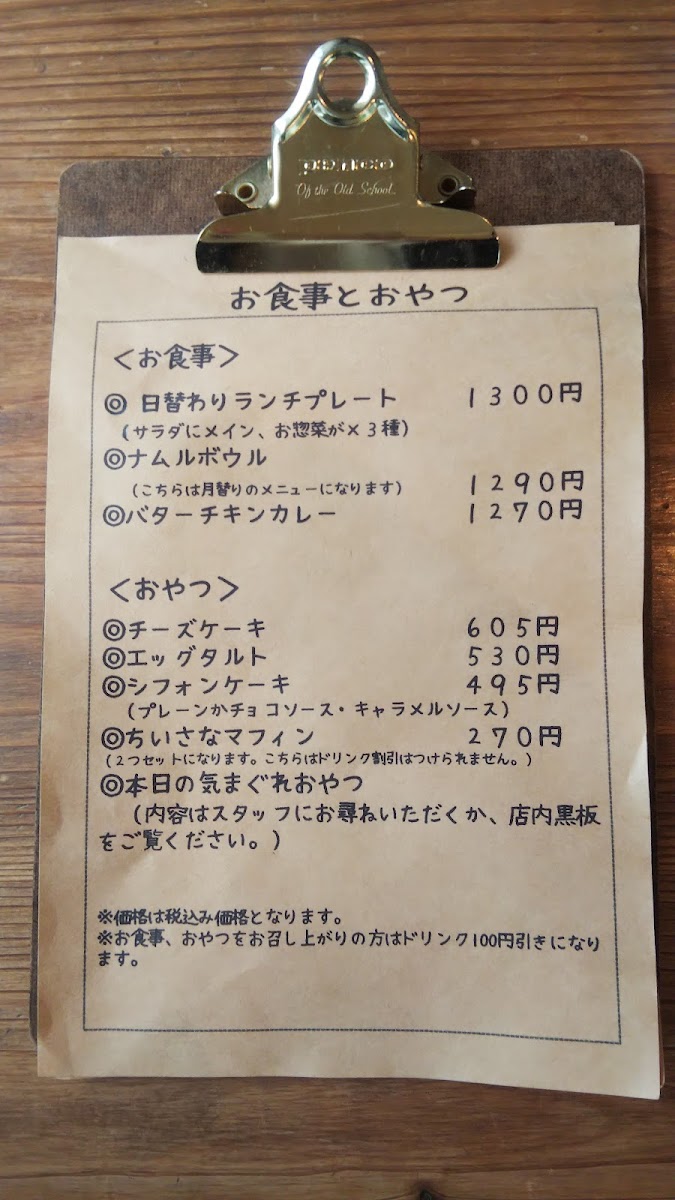 Off the Old School.
お食事とおやつ
＜お食事＞
◎ 日替わりランチプレート 1300円
(サラダにメイン、お惣菜が×3種)
◎ナムルボウル
(こちらは月替りのメニューになります) 1290円
◎バターチキンカレー 1270円
＜おやつ＞
◎チーズケーキ 605円
◎エッグタルト 530円
◎シフォンケーキ 495円
(プレーンかチョコソース・キャラメルソース)
◎ちいさなマフィン 270円
(2つセットになります。こちらはドリンク割引はつけられません。)
◎本日の気まぐれおやつ
(内容はスタッフにお尋ねいただくか、店内黒板
をご覧ください。)
※価格は税込み価格となります。
※お食事、おやつをお召し上がりの方はドリンク100円引きになり
ます。